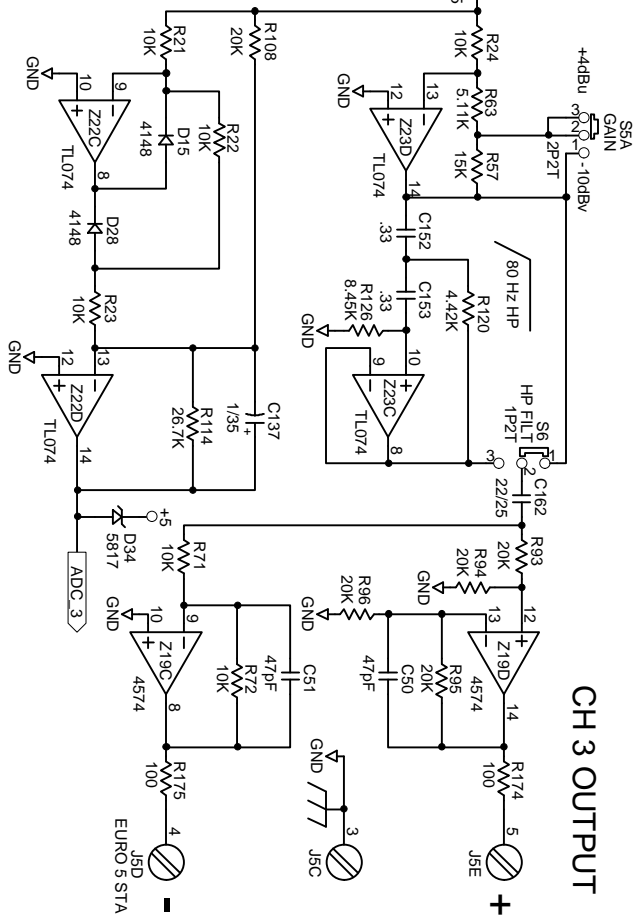 R21
10K
R108
20K
R24
10K
+4dBu
S5A
GAIN
3
2
1
2P2T
-10dBv
R63
5.11K
R57
15K
GND
10
9
Z22C
TL074
8
D15
4148
R22
10K
GND
12
13
Z23D
TL074
14
D28
4148
C152
.33
80 Hz HP
R23
10K
C153
.33
R126
8.45K
R120
4.42K
GND
GND
12
13
Z22D
TL074
14
R114
26.7K
C137
1/35
+
9
10
Z23C
TL074
8
3
HP FILT
S6
1P2T
1
2
C162
22/25
+5
D34
5817
ADC_3
R71
10K
R93
20K
R94
20K
GND
R96
20K
GND
GND
10
9
Z19C
4574
8
R72
10K
C51
47pF
13
12
Z19D
4574
14
R95
20K
C50
47pF
CH 3 OUTPUT
R175
100
R174
100
GND
4
J5D
EURO 5 STA
-
3
J5C
5
J5E
+